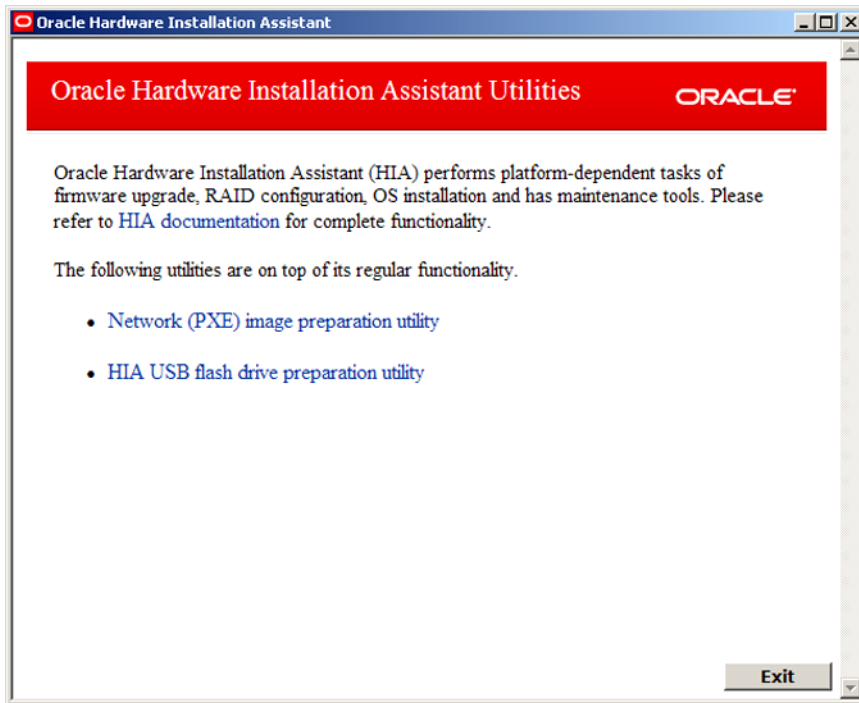 Oracle Hardware Installation Assistant
Oracle Hardware Installation Assistant Utilities
ORACLE
Oracle Hardware Installation Assistant (HIA) performs platform-dependent tasks of
firmware upgrade, RAID configuration, OS installation and has maintenance tools. Please
refer to HIA documentation for complete functionality.
The following utilities are on top of its regular functionality.
• Network (PXE) image preparation utility
• HIA USB flash drive preparation utility
Exit